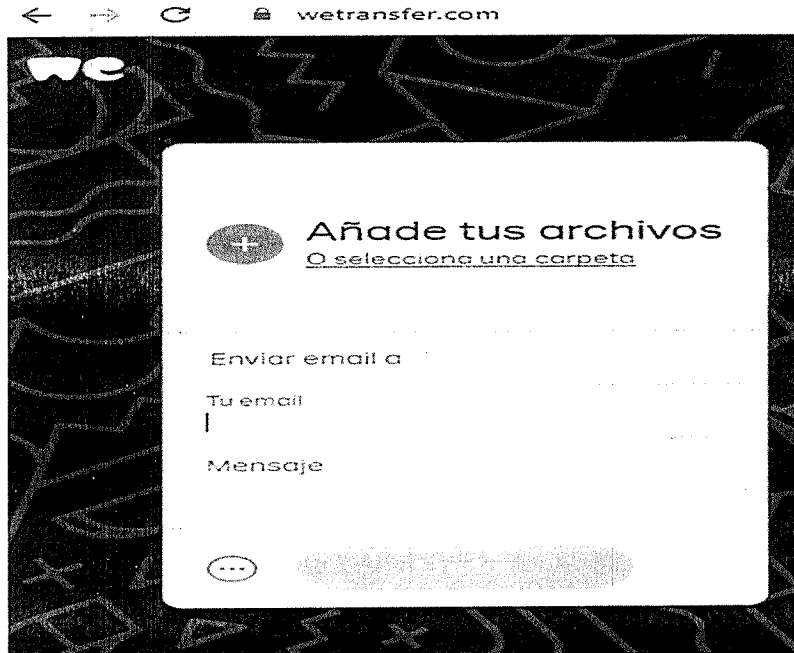 wetransfer.com
we
Añade tus archivos
O selecciona una carpeta
Enviar email a
Tu email
Mensaje